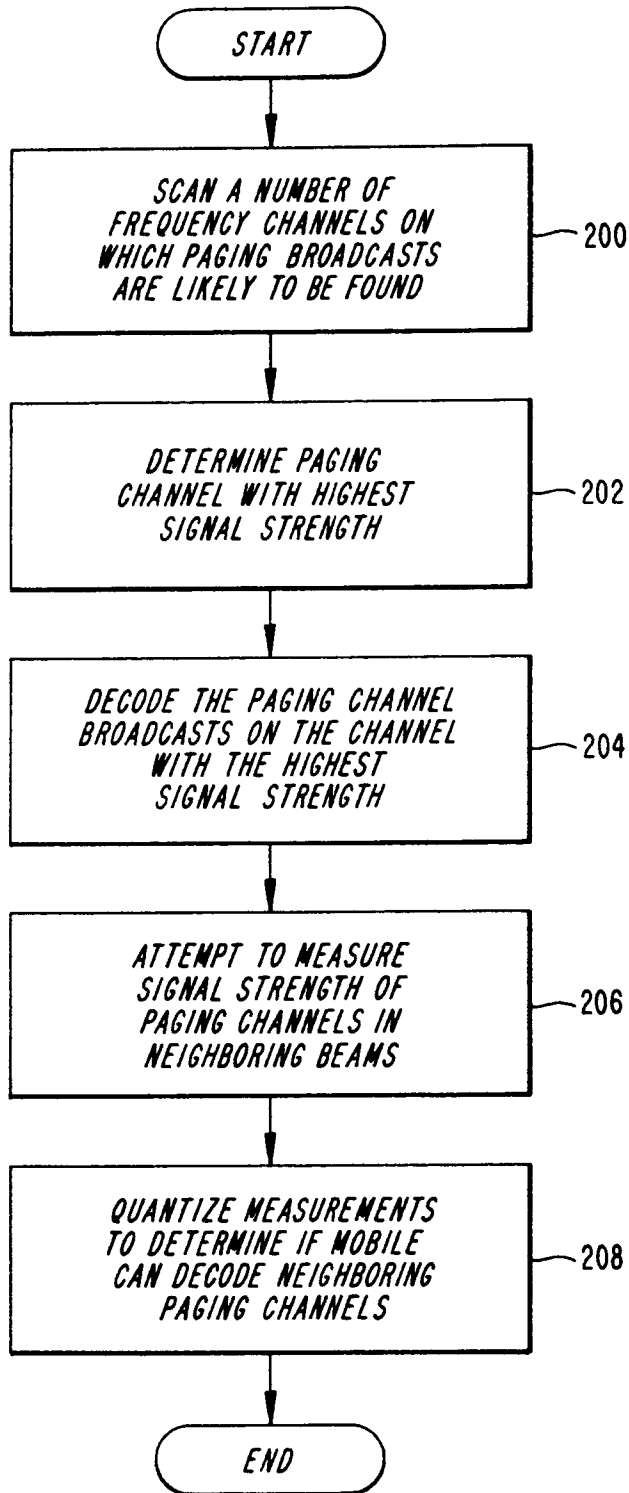 START
SCAN A NUMBER OF
FREQUENCY CHANNELS ON
WHICH PAGING BROADCASTS
ARE LIKELY TO BE FOUND
200
DETERMINE PAGING
CHANNEL WITH HIGHEST
SIGNAL STRENGTH
202
DECODE THE PAGING CHANNEL
BROADCASTS ON THE CHANNEL
WITH THE HIGHEST
SIGNAL STRENGTH
204
ATTEMPT TO MEASURE
SIGNAL STRENGTH OF
PAGING CHANNELS IN
NEIGHBORING BEAMS
206
QUANTIZE MEASUREMENTS
TO DETERMINE IF MOBILE
CAN DECODE NEIGHBORING
PAGING CHANNELS
208
END